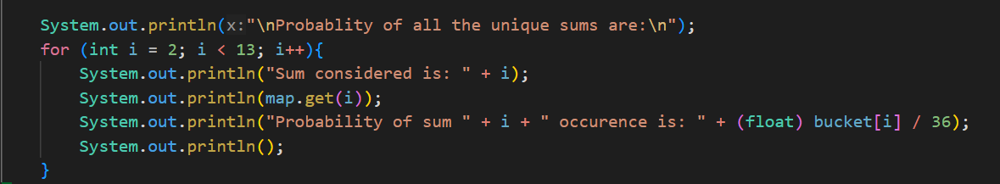 System.out.println(x:"\nProbablity of all the unique sums are:\n");
for (int i = 2; i < 13; i++){
    System.out.println("Sum considered is: " + i);
    System.out.println(map.get(i));
    System.out.println("Probability of sum " + i + " occurence is: " + (float) bucket[i] / 36);
    System.out.println();
}